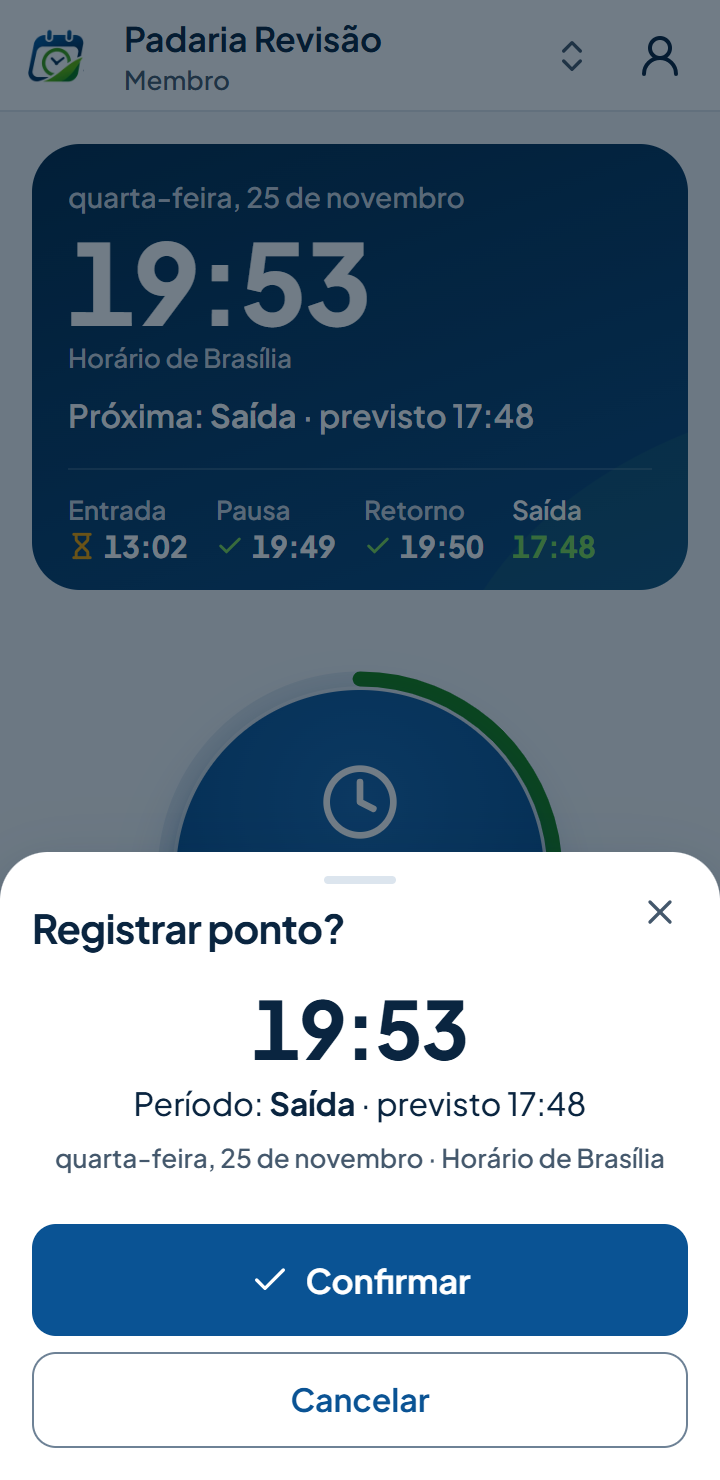 Padaria Revisão
Membro
quarta-feira, 25 de novembro
19:53
Horário de Brasília
Próxima: Saída · previsto 17:48
Entrada Pausa Retorno Saída
13:02 19:49 19:50 17:48
Registrar ponto?
19:53
Período: Saída · previsto 17:48
quarta-feira, 25 de novembro · Horário de Brasília
Confirmar
Cancelar